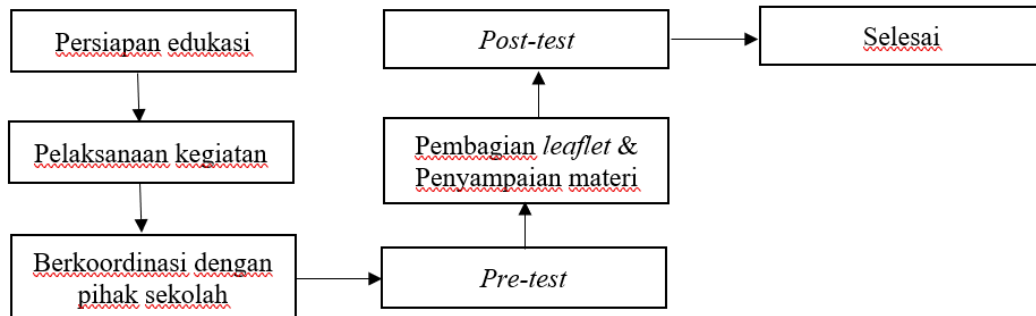 Persiapan edukasi
Pelaksanaan kegiatan
Berkoordinasi dengan
pihak sekolah
Pre-test
Pembagian leaflet &
Penyampaian materi
Post-test
Selesai